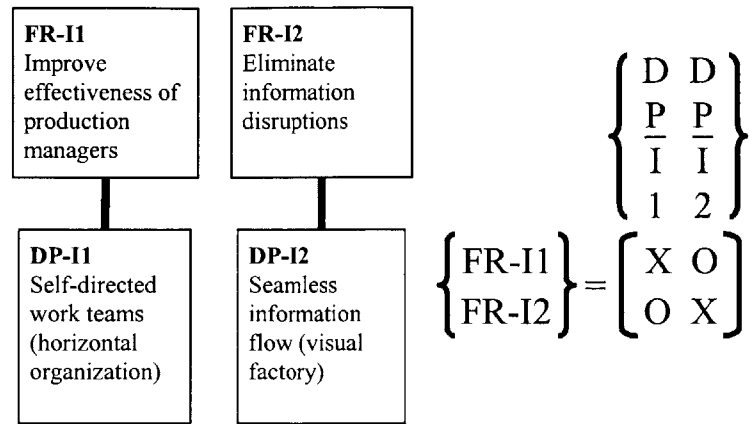 FR-I1
Improve
effectiveness of
production
managers
FR-I2
Eliminate
information
disruptions
DP-I1
Self-directed
work teams
(horizontal
organization)
DP-I2
Seamless
information
flow (visual
factory)
D D
P P
I I
1 2
{FR-I1} = [X O]
{FR-I2} [O X]